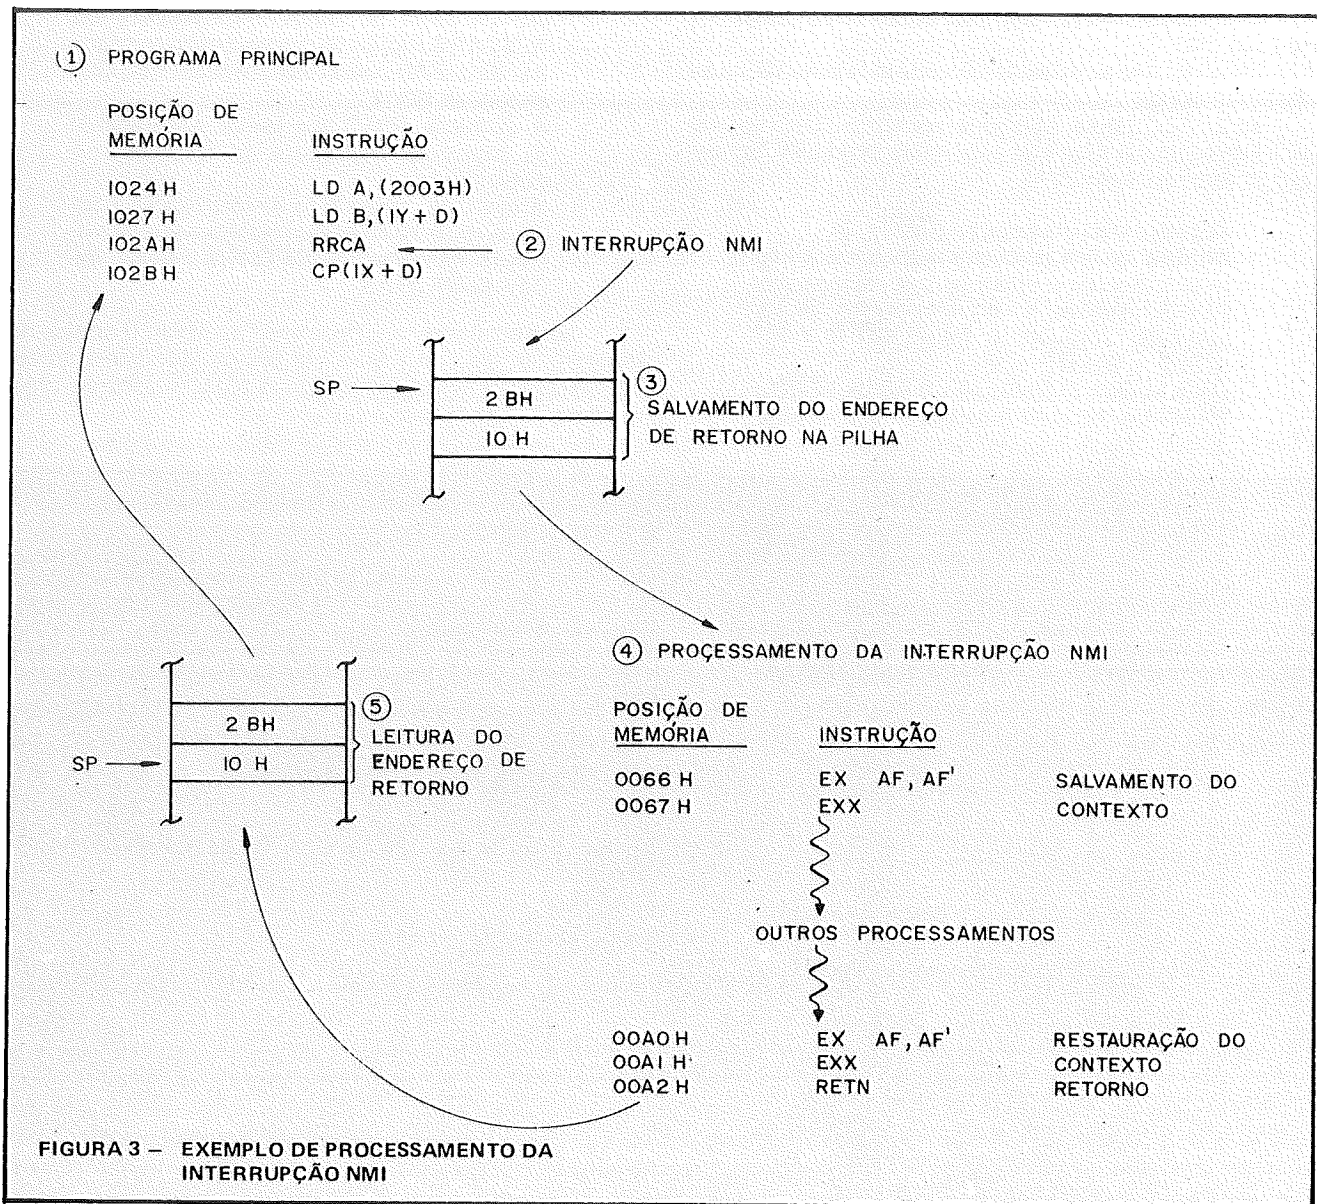 ① PROGRAMA PRINCIPAL
POSIÇÃO DE
MEMÓRIA INSTRUÇÃO
1024 H LD A,(2003H)
1027 H LD B,(IY + D)
102A H RRCA ② INTERRUPÇÃO NMI
102B H CP(IX + D)
SP 2 BH ③
10 H SALVAMENTO DO ENDEREÇO
DE RETORNO NA PILHA
④ PROÇESSAMENTO DA INTERRUPÇÃO NMI
2 BH ⑤
SP 10 H LEITURA DO
ENDEREÇO DE
RETORNO
POSIÇÃO DE
MEMÓRIA INSTRUÇÃO
0066 H EX AF, AF' SALVAMENTO DO
0067 H EXX CONTEXTO
OUTROS PROCESSAMENTOS
00A0 H EX AF, AF' RESTAURAÇÃO DO
00A1 H EXX CONTEXTO
00A2 H RETN RETORNO
FIGURA 3 — EXEMPLO DE PROCESSAMENTO DA
INTERRUPÇÃO NMI